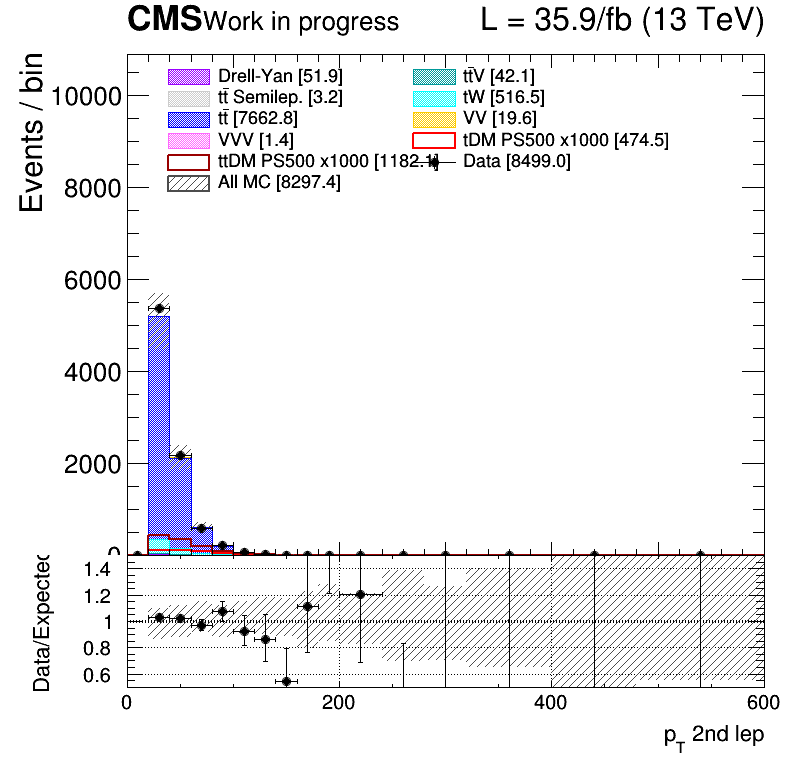 CMS Work in progress L = 35.9/fb (13 TeV)
Events / bin
10000
8000
6000
4000
2000
0
Drell-Yan [51.9] tt̄V [42.1]
tt̄ Semilep. [3.2] tW [516.5]
tt̄ [7662.8] VV [19.6]
VVV [1.4] tDM PS500 x1000 [474.5]
ttDM PS500 x1000 [1182.1] Data [8499.0]
All MC [8297.4]
Data/Expected
1.4
1.2
1
0.8
0.6
0 200 400 600
p_T 2nd lep